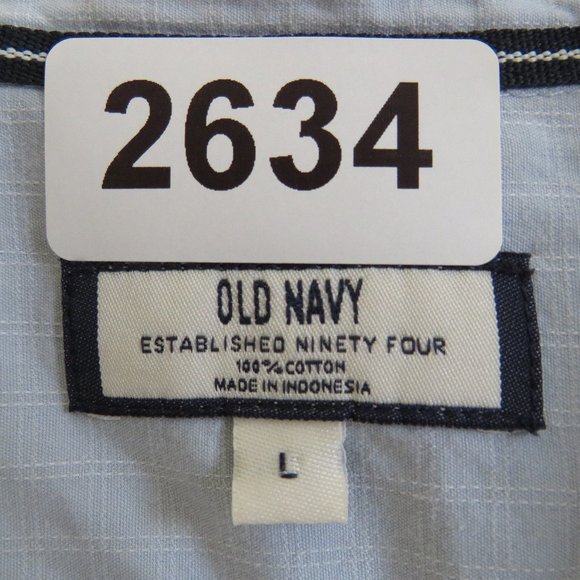 2634
OLD NAVY
ESTABLISHED NINETY FOUR
100% COTTON
MADE IN INDONESIA
L